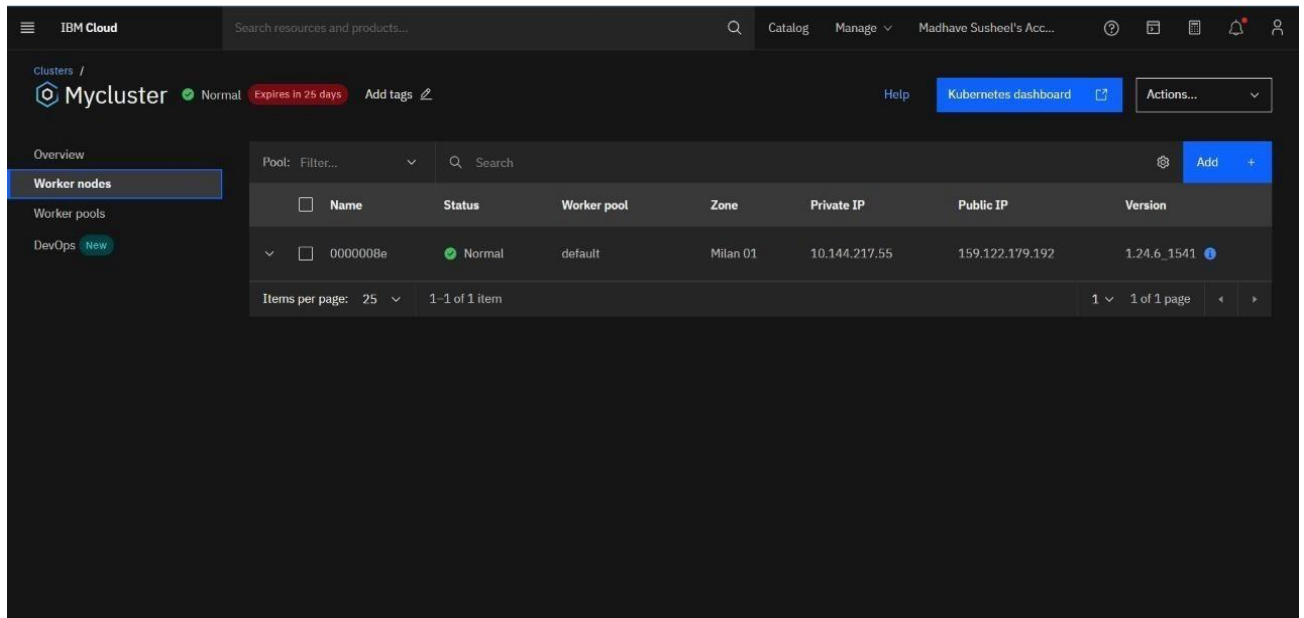 IBM Cloud Search resources and products... Catalog Manage Madhave Susheel's Acc...
Clusters /
Mycluster Normal Expires in 25 days Add tags Help Kubernetes dashboard Actions...
Overview
Worker nodes
Worker pools
DevOps New
Pool: Filter... Search Add +
Name Status Worker pool Zone Private IP Public IP Version
0000008e Normal default Milan 01 10.144.217.55 159.122.179.192 1.24.6_1541
Items per page: 25 1–1 of 1 item 1 1 of 1 page